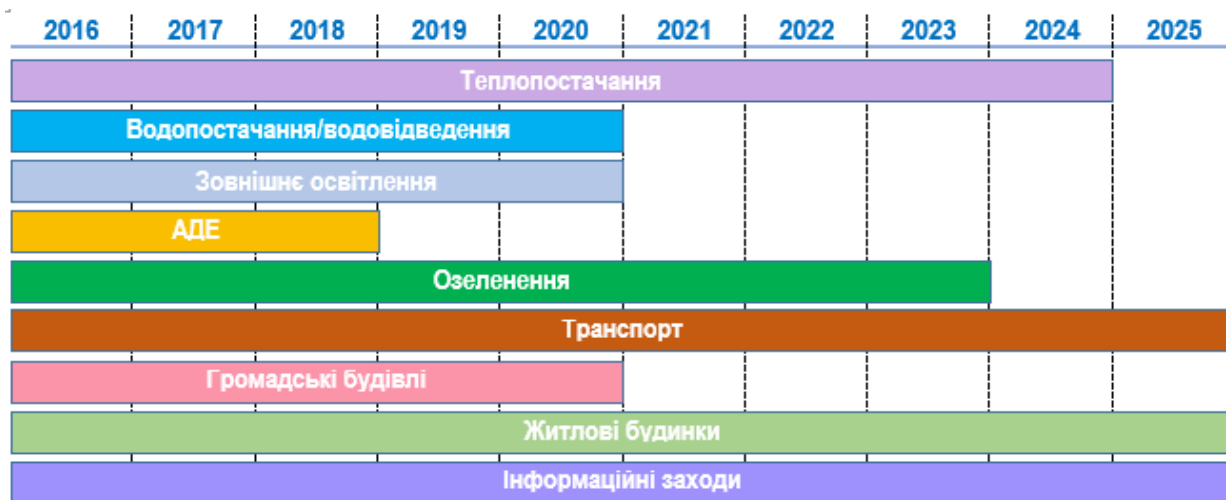 2016 2017 2018 2019 2020 2021 2022 2023 2024 2025
Теплопостачання
Водопостачання/водовідведення
Зовнішнє освітлення
АДЕ
Озеленення
Транспорт
Громадські будівлі
Житлові будинки
Інформаційні заходи